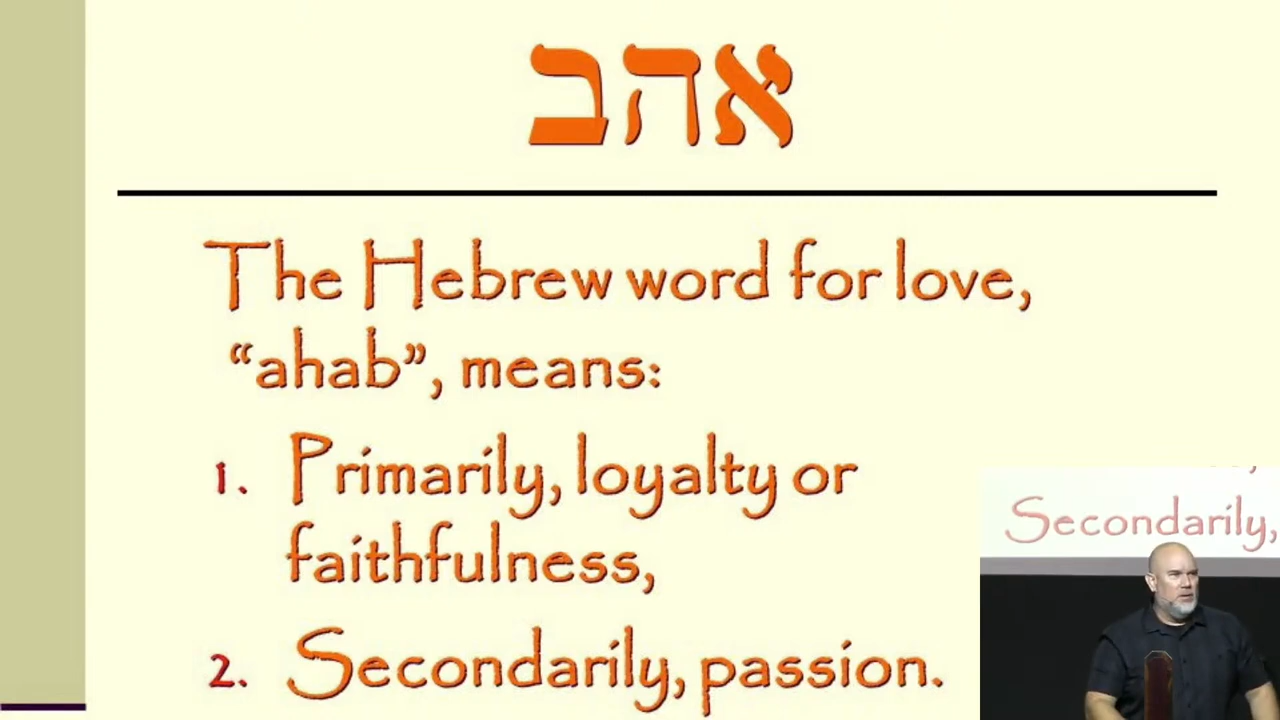 אהב
The Hebrew word for love,
“ahab”, means:
1. Primarily, loyalty or
faithfulness,
2. Secondarily, passion.
Secondarily,